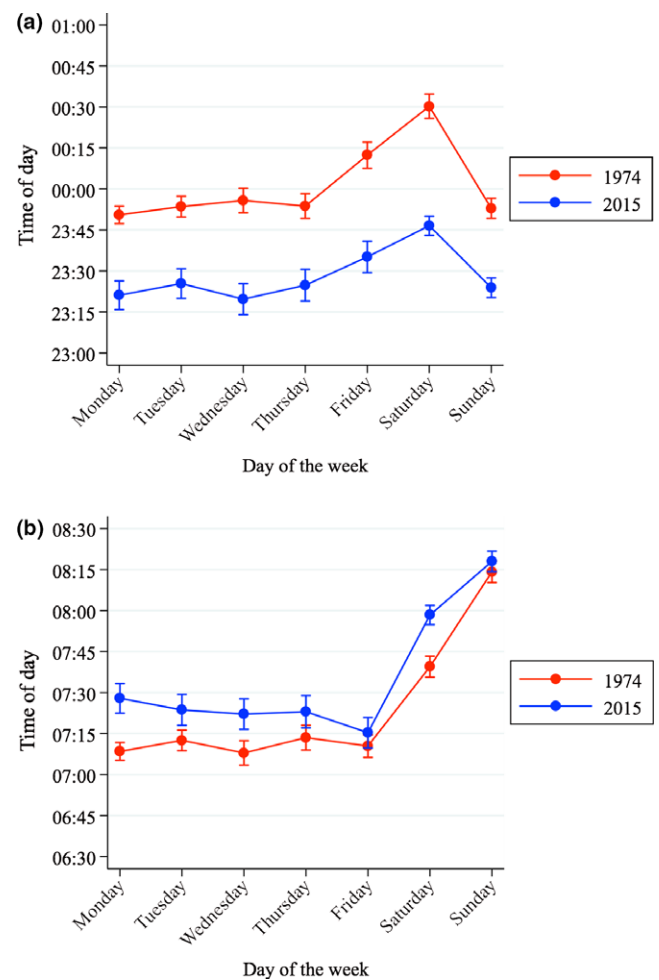 (a)
01:00
00:45
00:30
00:15
00:00
23:45
23:30
23:15
23:00
Time of day
Monday
Tuesday
Wednesday
Thursday
Friday
Saturday
Sunday
Day of the week
1974
2015
(b)
08:30
08:15
08:00
07:45
07:30
07:15
07:00
06:45
06:30
Time of day
Monday
Tuesday
Wednesday
Thursday
Friday
Saturday
Sunday
Day of the week
1974
2015